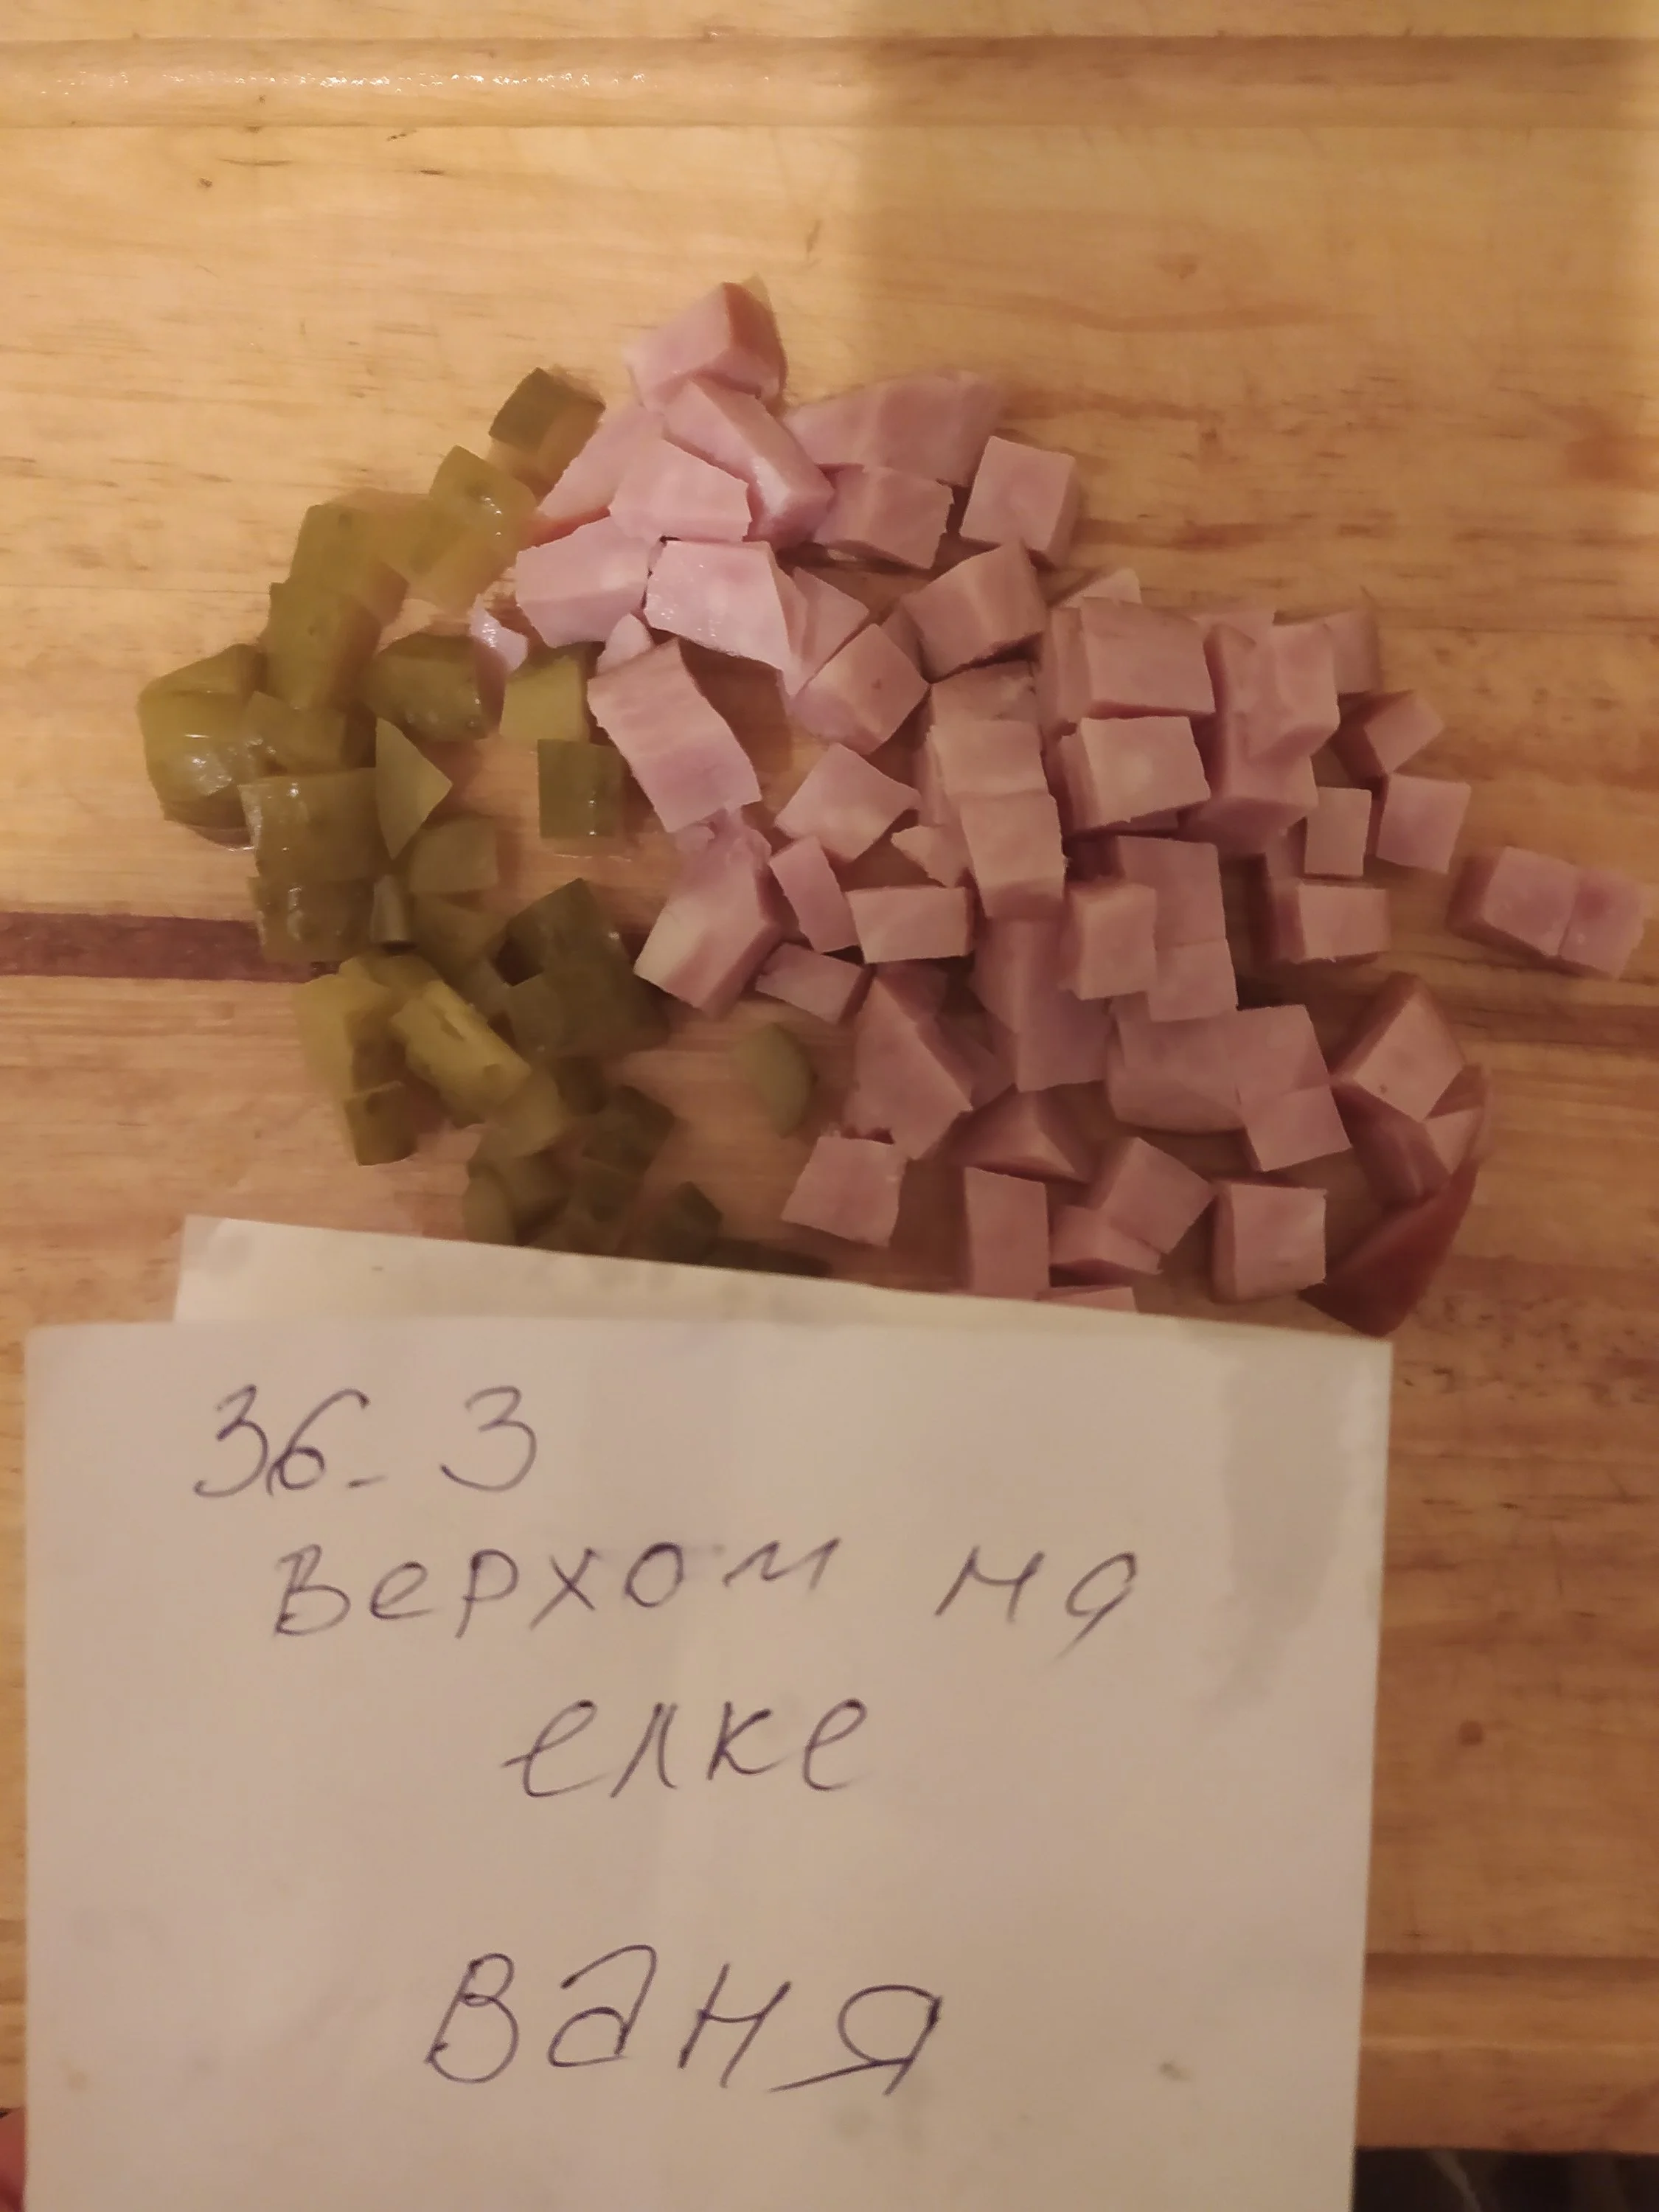 36-3
Верхом на
елке
Ваня